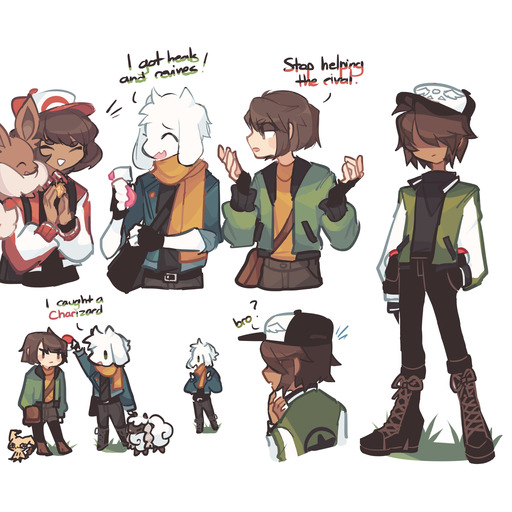 I got heals
and revives!
Stop helping
the rival.
I caught a
Charizard
bro?